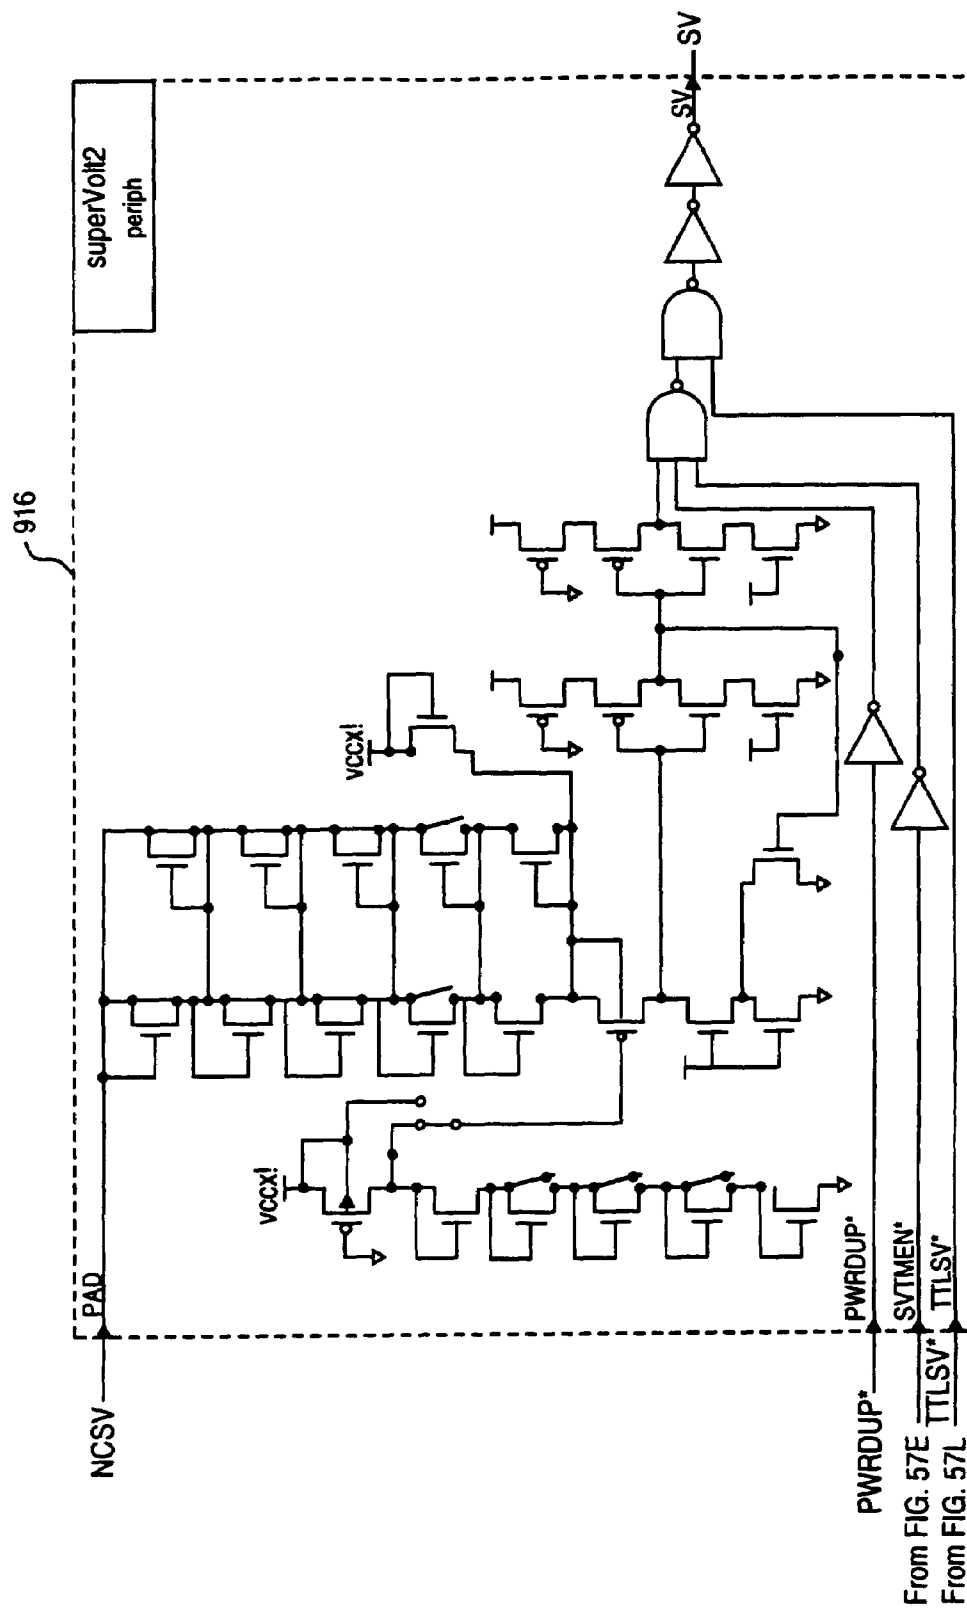 916
superVolt2
periph
NCSV
PAD
VCCX!
VCCX!
SV
SV
PWRDUP*
PWRDUP*
SVTMEN*
From FIG. 57E
TTLSV*
TTLSV*
From FIG. 57L